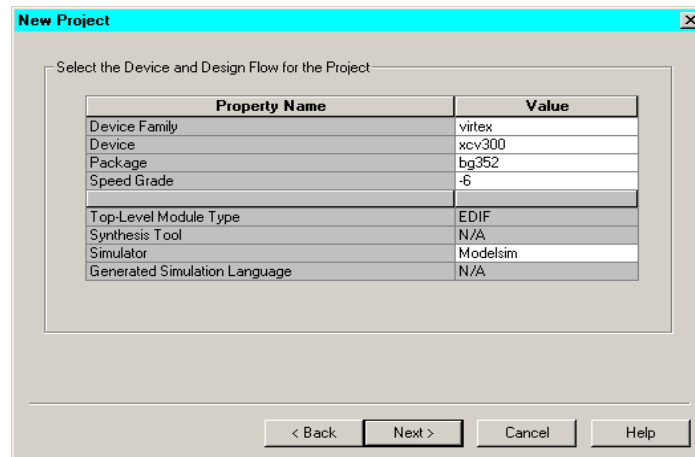 New Project
Select the Device and Design Flow for the Project
Property Name Value
Device Family virtex
Device xcv300
Package bg352
Speed Grade -6
Top-Level Module Type EDIF
Synthesis Tool N/A
Simulator Modelsim
Generated Simulation Language N/A
< Back Next > Cancel Help